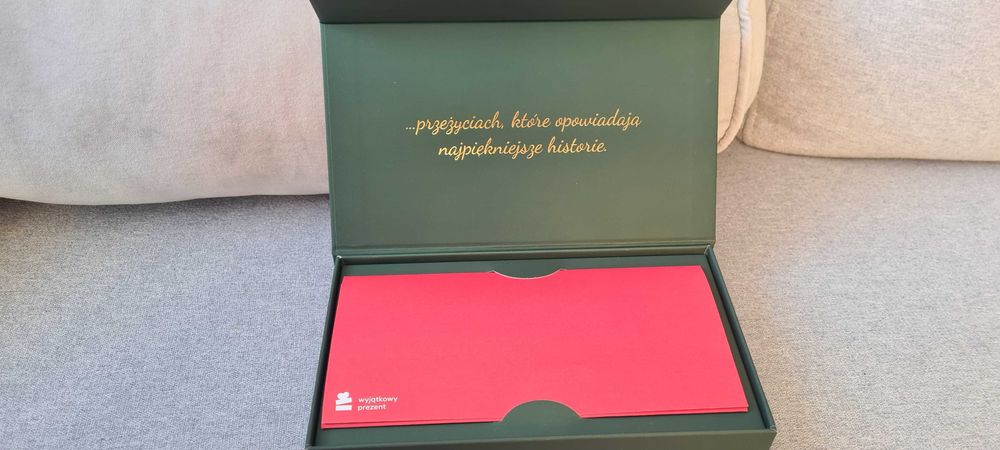 ...przeżyciach, które opowiadają
najpiękniejsze historie.
wyjątkowy
prezent